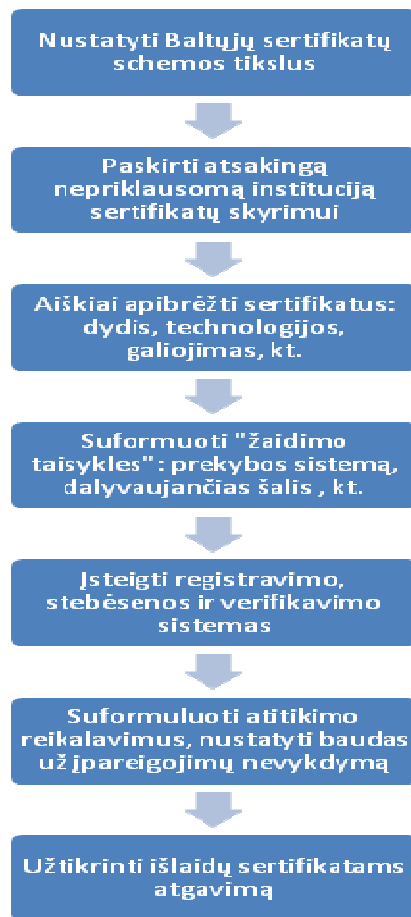 Nustatyti Baltųjų sertifikatų
schemos tikslus
Paskirti atsakingą
nepriklausomą instituciją
sertifikatų skyrimui
Aiškiai apibrėžti sertifikatus:
dydis, technologijos,
galiojimas, kt.
Suformuoti "žaidimo
taisykles" : prekybos sistemą,
dalyvaujančias šalis , kt.
Įsteigti registravimo,
stebėsenos ir verifikavimo
sistemas
Suformuluoti atitikimo
reikalavimus, nustatyti baudas
už įpareigojimų nevykdymą
Užtikrinti išlaidų sertifikatams
atgavimą